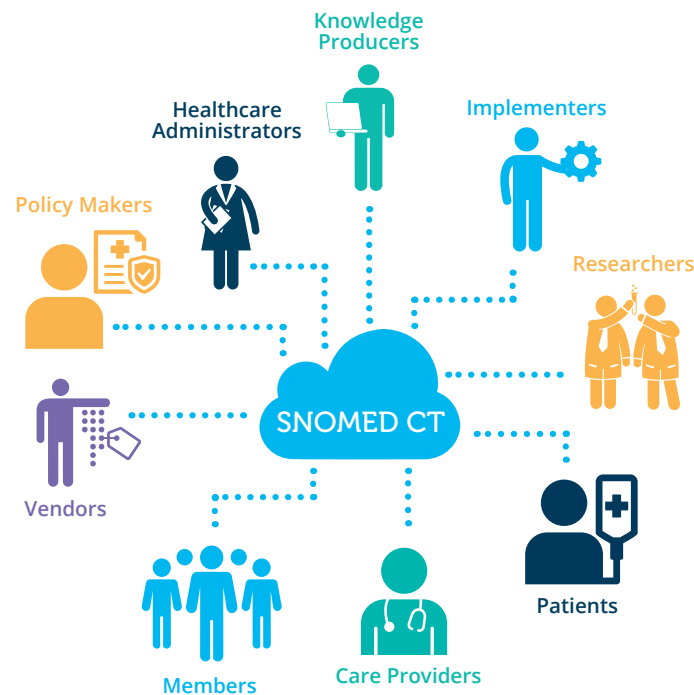 Knowledge
Producers
Healthcare
Administrators
Implementers
Policy Makers
Researchers
SNOMED CT
Vendors
Patients
Care Providers
Members